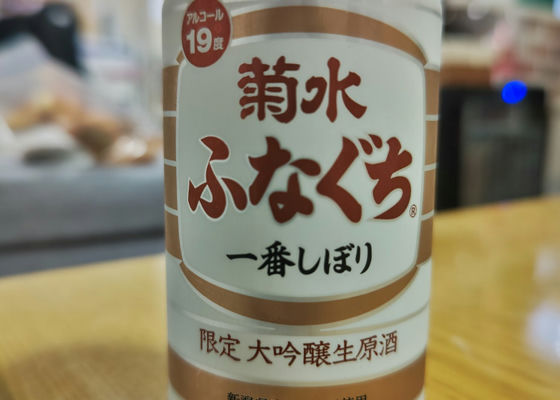 アルコール
19度
菊水
ふなぐち®
一番しぼり
限定 大吟醸生原酒